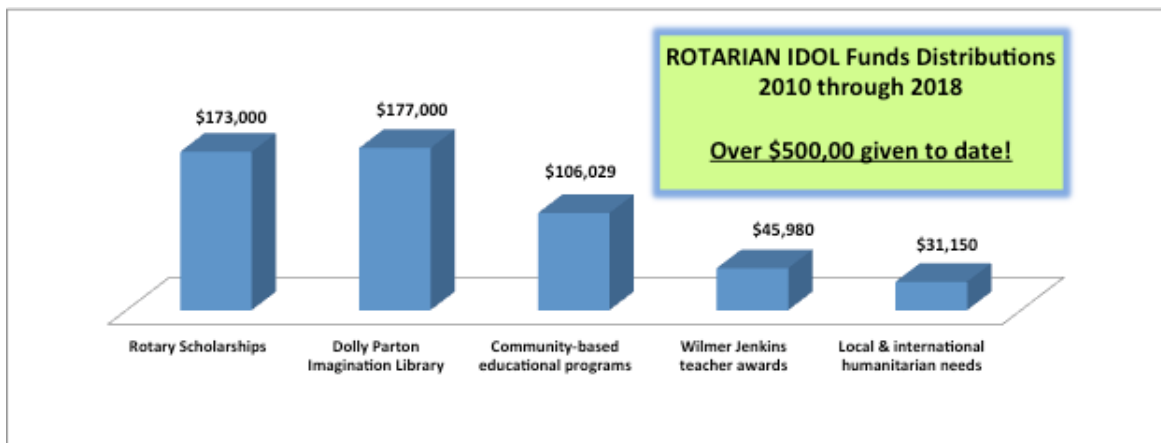 ROTARIAN IDOL Funds Distributions
2010 through 2018
Over $500,00 given to date!
$173,000
$177,000
$106,029
$45,980
$31,150
Rotary Scholarships
Dolly Parton
Imagination Library
Community-based
educational programs
Wilmer Jenkins
teacher awards
Local & international
humanitarian needs